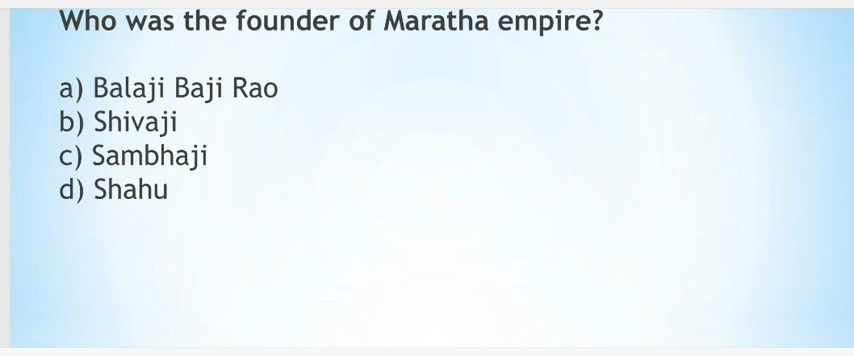 Who was the founder of Maratha empire?
a) Balaji Baji Rao
b) Shivaji
c) Sambhaji
d) Shahu